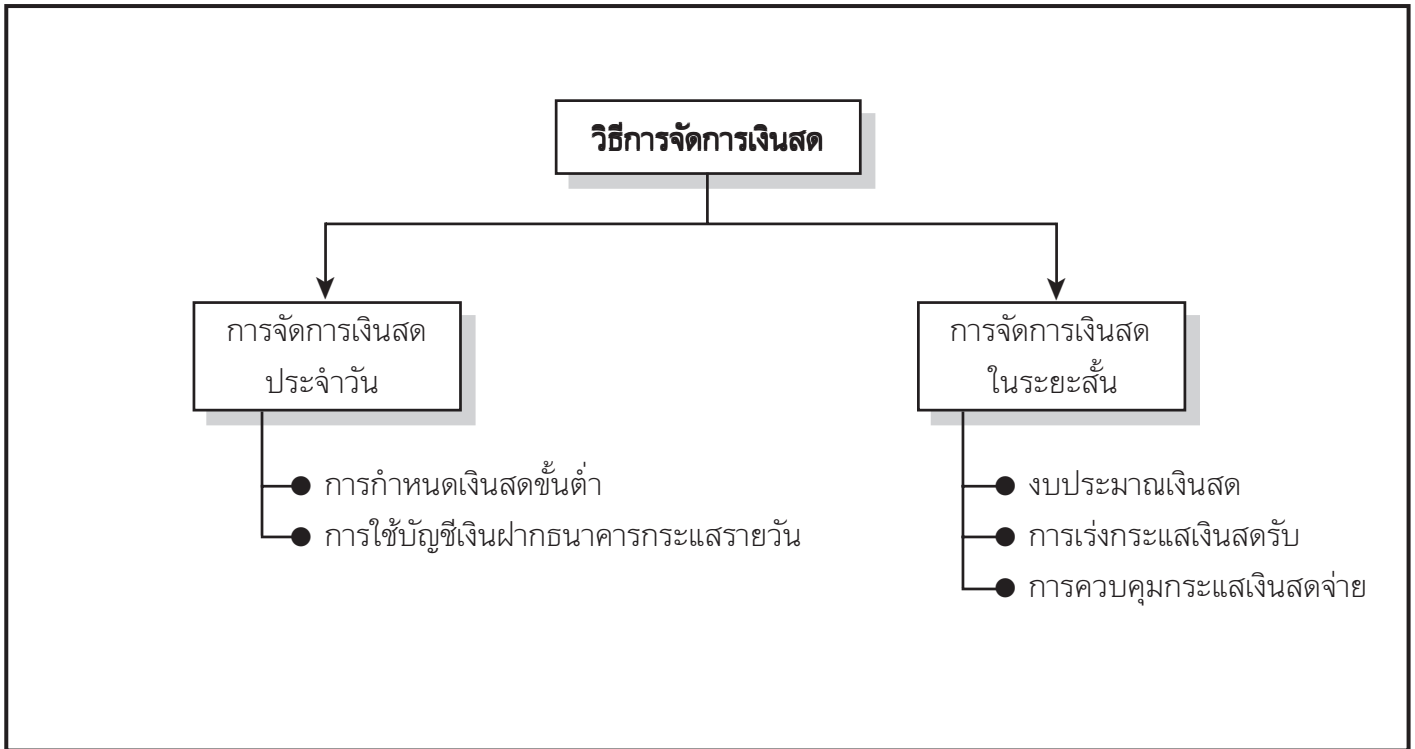 วิธีการจัดการเงินสด
การจัดการเงินสด
ประจำวัน
การกำหนดเงินสดขั้นต่ำ
การใช้บัญชีเงินฝากธนาคารกระแสรายวัน
การจัดการเงินสด
ในระยะสั้น
งบประมาณเงินสด
การเร่งกระแสเงินสดรับ
การควบคุมกระแสเงินสดจ่าย